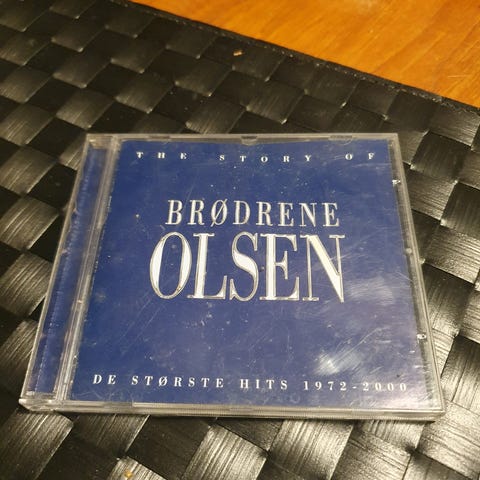 THE STORY OF
BRØDRENE
OLSEN
DE STØRSTE HITS 1972-2000